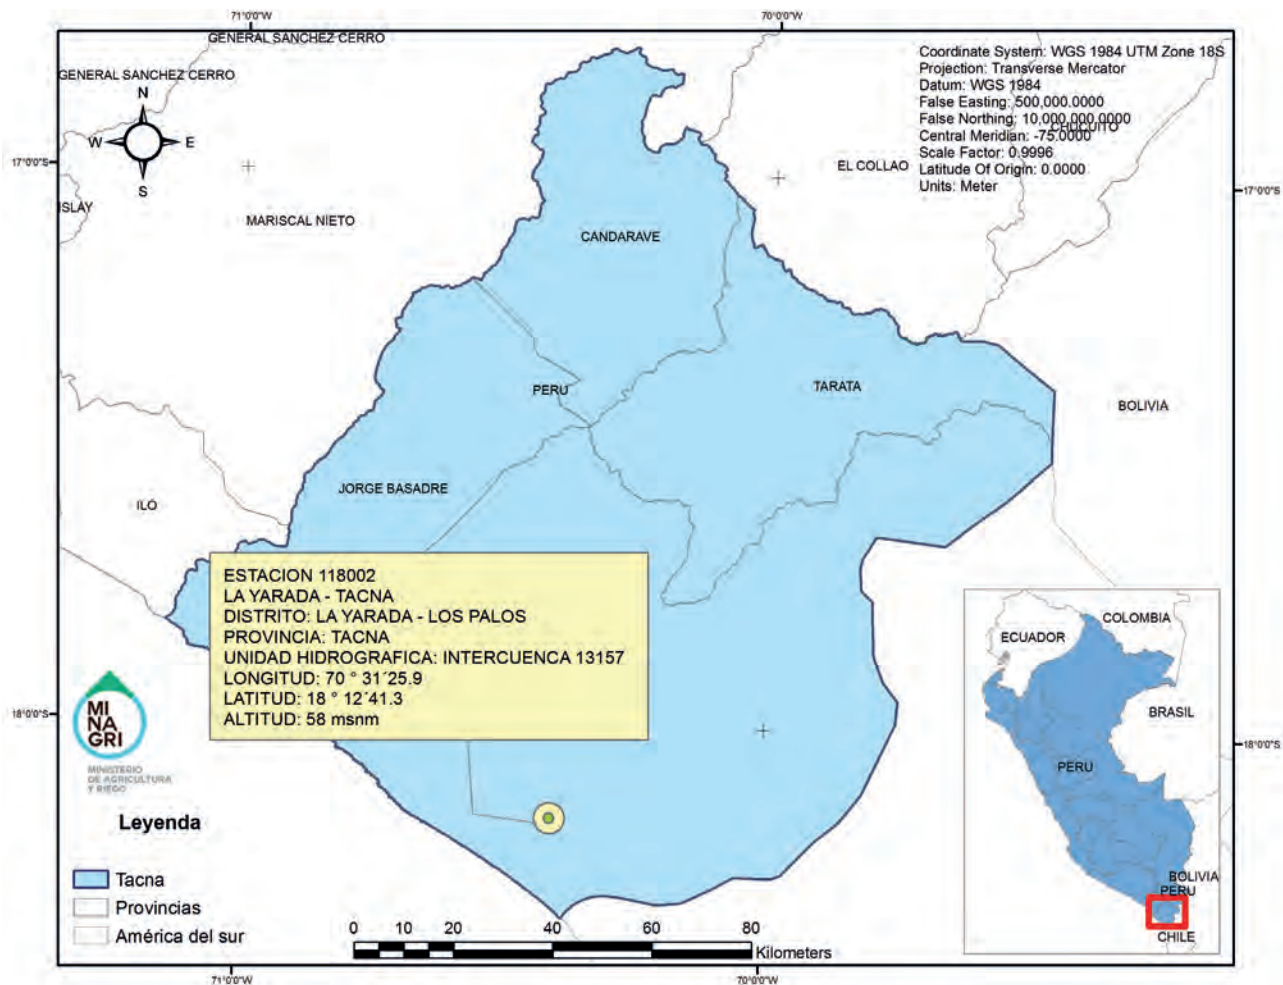 71°0'0"W
70°0'0"W
GENERAL SANCHEZ CERRO
GENERAL SANCHEZ CERRO
Coordinate System: WGS 1984 UTM Zone 18S
Projection: Transverse Mercator
Datum: WGS 1984
False Easting: 500,000.0000
False Northing: 10,000,000.0000
Central Meridian: -75.0000
Scale Factor: 0.9996
Latitude Of Origin: 0.0000
Units: Meter
CHUCUITO
N
W
E
S
17°0'0"S
17°0'0"S
EL COLLAO
ISLAY
MARISCAL NIETO
CANDARAVE
PERU
TARATA
BOLIVIA
JORGE BASADRE
ILO
ESTACION 118002
LA YARADA - TACNA
DISTRITO: LA YARADA - LOS PALOS
PROVINCIA: TACNA
UNIDAD HIDROGRAFICA: INTERCUENCA 13157
LONGITUD: 70 ° 31´25.9
LATITUD: 18 ° 12´41.3
ALTITUD: 58 msnm
18°0'0"S
18°0'0"S
MI
NA
GRI
MINISTERIO
DE AGRICULTURA
Y RIEGO
Leyenda
Tacna
Provincias
América del sur
0 10 20 40 60 80
Kilometers
COLOMBIA
ECUADOR
BRASIL
PERU
BOLIVIA
PERU
CHILE
71°0'0"W
70°0'0"W